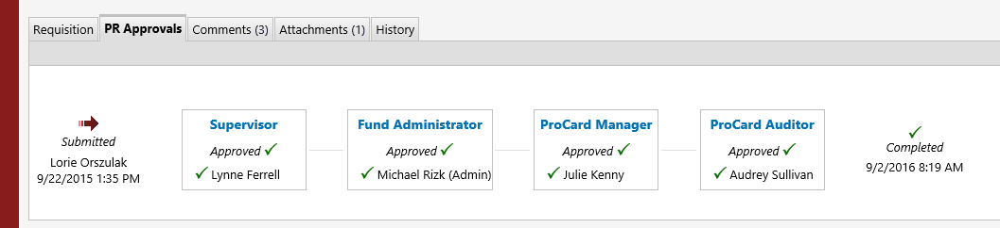 Requisition
PR Approvals
Comments (3)
Attachments (1)
History
Submitted
Lorie Orszulak
9/22/2015 1:35 PM
Supervisor
Approved
Lynne Ferrell
Fund Administrator
Approved
Michael Rizk (Admin)
ProCard Manager
Approved
Julie Kenny
ProCard Auditor
Approved
Audrey Sullivan
Completed
9/2/2016 8:19 AM